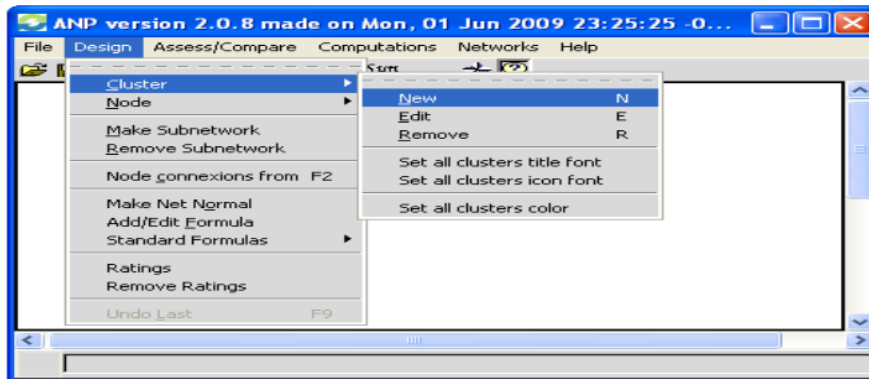 ANP version 2.0.8 made on Mon, 01 Jun 2009 23:25:25 -0...
File Design Assess/Compare Computations Networks Help
Cluster
Node
Make Subnetwork
Remove Subnetwork
Node connexions from F2
Make Net Normal
Add/Edit Formula
Standard Formulas
Ratings
Remove Ratings
Undo Last F9
New N
Edit E
Remove R
Set all clusters title font
Set all clusters icon font
Set all clusters color